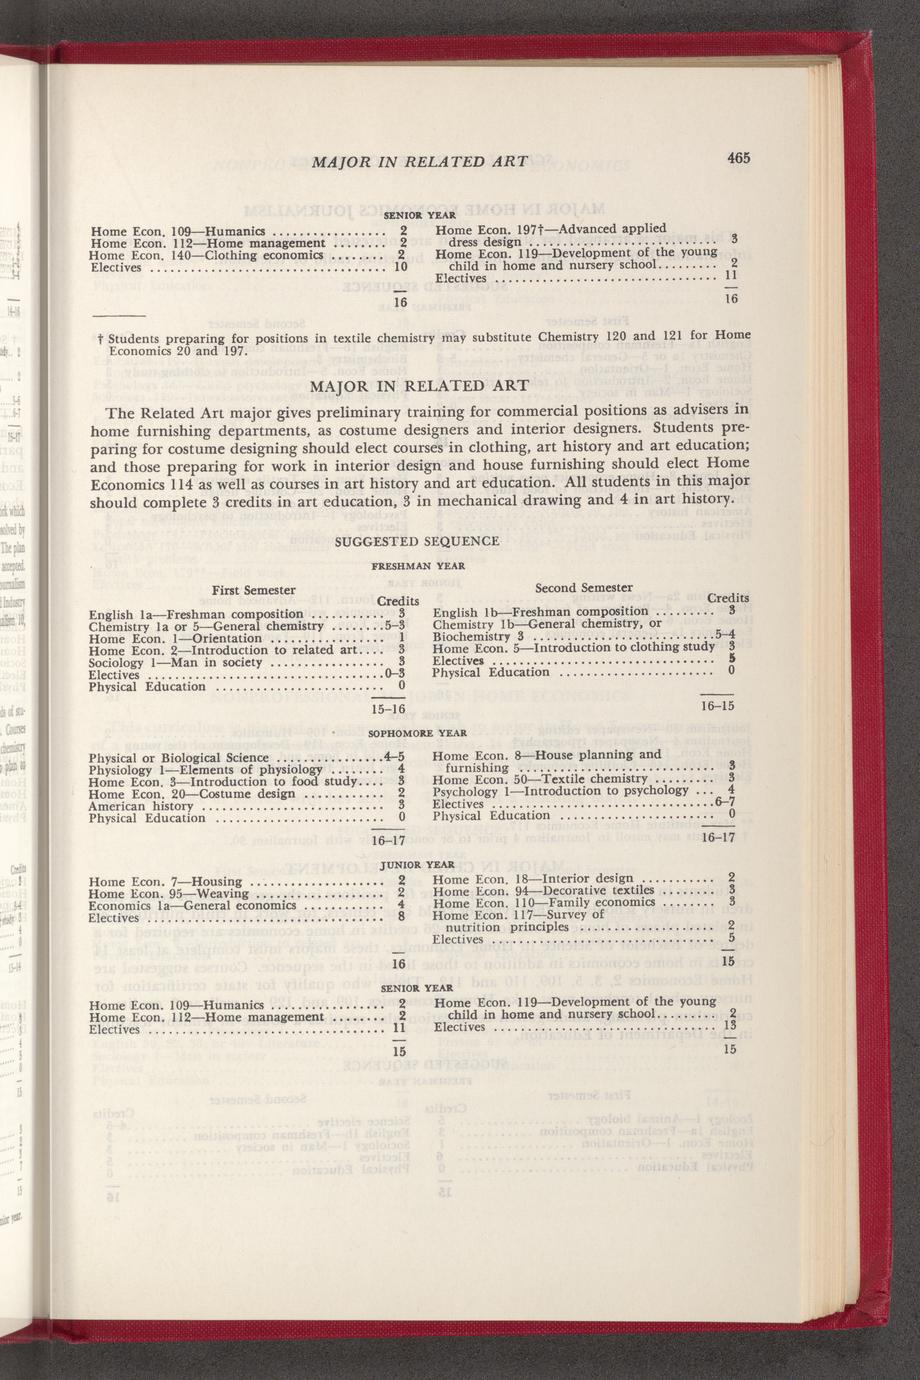 MAJOR IN RELATED ART 465
SENIOR YEAR
Home Econ. 109—Humanics ................ 2
Home Econ. 112—Home management ........ 2
Home Econ. 140—Clothing economics ........ 2
Electives .................................. 10
16
Home Econ. 197†—Advanced applied
dress design ........................... 3
Home Econ. 119—Development of the young
child in home and nursery school......... 2
Electives ................................ 11
16
† Students preparing for positions in textile chemistry may substitute Chemistry 120 and 121 for Home
Economics 20 and 197.
MAJOR IN RELATED ART
The Related Art major gives preliminary training for commercial positions as advisers in
home furnishing departments, as costume designers and interior designers. Students pre-
paring for costume designing should elect courses in clothing, art history and art education;
and those preparing for work in interior design and house furnishing should elect Home
Economics 114 as well as courses in art history and art education. All students in this major
should complete 3 credits in art education, 3 in mechanical drawing and 4 in art history.
SUGGESTED SEQUENCE
FRESHMAN YEAR
First Semester
Credits
English 1a—Freshman composition ........... 3
Chemistry 1a or 5—General chemistry ........5–3
Home Econ. 1—Orientation ................ 1
Home Econ. 2—Introduction to related art.... 3
Sociology 1—Man in society ................ 3
Electives ..................................0–3
Physical Education ........................ 0
15–16
Second Semester
Credits
English 1b—Freshman composition ......... 3
Chemistry 1b—General chemistry, or
Biochemistry 3 ..........................5–4
Home Econ. 5—Introduction to clothing study 3
Electives ................................ 5
Physical Education ...................... 0
16–15
SOPHOMORE YEAR
Physical or Biological Science ...............4–5
Physiology 1—Elements of physiology ........ 4
Home Econ. 3—Introduction to food study.... 3
Home Econ. 20—Costume design ............ 2
American history .......................... 3
Physical Education ........................ 0
16–17
Home Econ. 8—House planning and
furnishing ............................ 3
Home Econ. 50—Textile chemistry ......... 3
Psychology 1—Introduction to psychology ... 4
Electives ................................6–7
Physical Education ...................... 0
16–17
JUNIOR YEAR
Home Econ. 7—Housing ................... 2
Home Econ. 95—Weaving ................... 2
Economics 1a—General economics ............ 4
Electives .................................. 8
16
Home Econ. 18—Interior design ........... 2
Home Econ. 94—Decorative textiles ........ 3
Home Econ. 110—Family economics ........ 3
Home Econ. 117—Survey of
nutrition principles ................... 2
Electives ................................ 5
15
SENIOR YEAR
Home Econ. 109—Humanics ................ 2
Home Econ. 112—Home management ........ 2
Electives .................................. 11
15
Home Econ. 119—Development of the young
child in home and nursery school......... 2
Electives ................................ 13
15